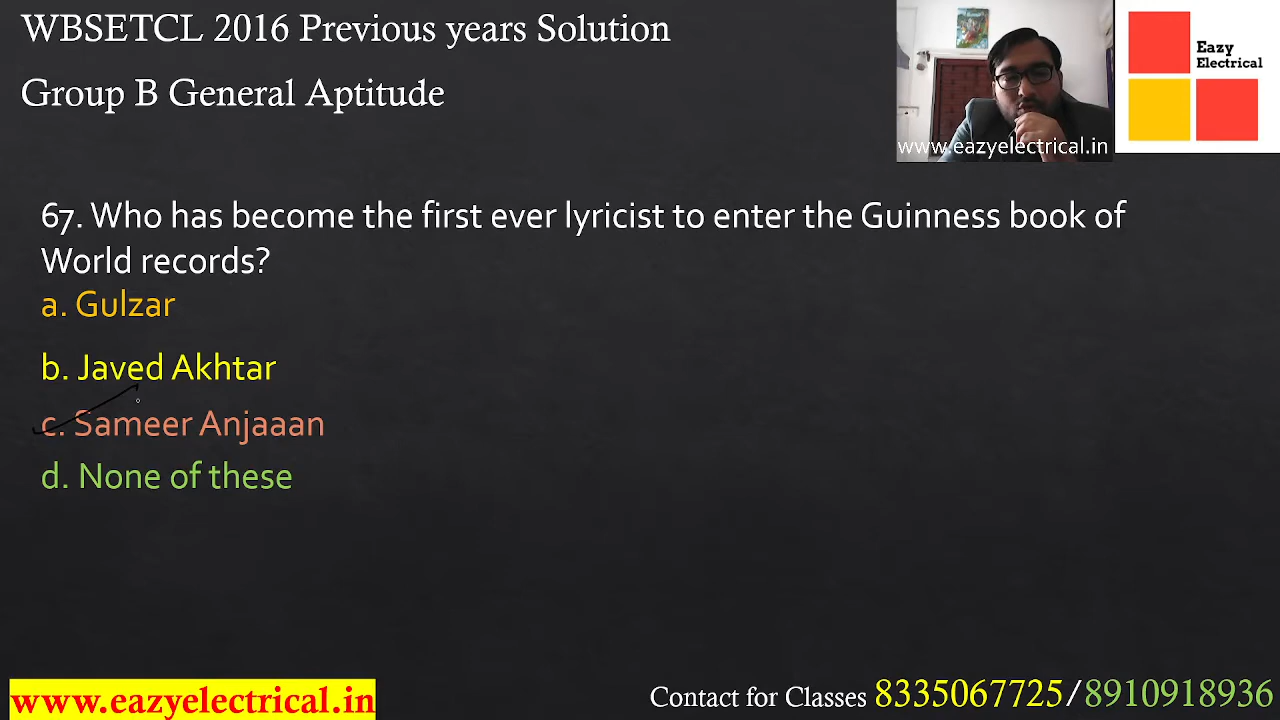 WBSETCL 2016 Previous years Solution
Group B General Aptitude
Eazy
Electrical
www.eazyelectrical.in
67. Who has become the first ever lyricist to enter the Guinness book of
World records?
a. Gulzar
b. Javed Akhtar
c. Sameer Anjaaan
d. None of these
www.eazyelectrical.in
Contact for Classes 8335067725/8910918936